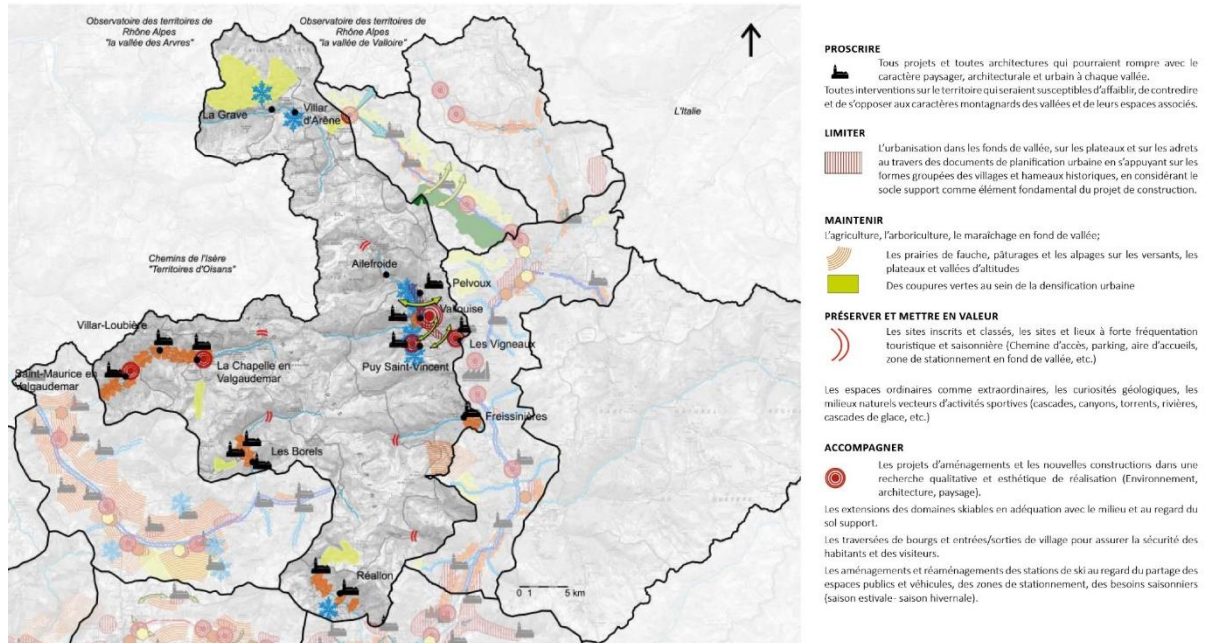 Observatoire des territoires de
Rhône Alpes
"la vallée des Arvres"
Observatoire des territoires de
Rhône Alpes
"la vallée de Valloire"
L'Italie
La Grave
Villar
d'Arène
Chemins de l'Isère
"Territoires d'Oisans"
Ailefroide
Pelvoux
Vallouise
Villar-Loubière
La Chapelle en
Valgaudemar
Saint-Maurice en
Valgaudemar
Les Vigneaux
Puy Saint-Vincent
Freissinières
Les Borels
Réallon
0 1 5 km
PROSCRIRE
Tous projets et toutes architectures qui pourraient rompre avec le
caractère paysager, architecturale et urbain à chaque vallée.
Toutes interventions sur le territoire qui seraient susceptibles d'affaiblir, de contredire
et de s'opposer aux caractères montagnards des vallées et de leurs espaces associés.
LIMITER
L'urbanisation dans les fonds de vallée, sur les plateaux et sur les adrets
au travers des documents de planification urbaine en s'appuyant sur les
formes groupées des villages et hameaux historiques, en considérant le
socle support comme élément fondamental du projet de construction.
MAINTENIR
L'agriculture, l'arboriculture, le maraîchage en fond de vallée;
Les prairies de fauche, pâturages et les alpages sur les versants, les
plateaux et vallées d'altitudes
Des coupures vertes au sein de la densification urbaine
PRÉSERVER ET METTRE EN VALEUR
Les sites inscrits et classés, les sites et lieux à forte fréquentation
touristique et saisonnière (Chemine d'accès, parking, aire d'accueils,
zone de stationnement en fond de vallée, etc.)
Les espaces ordinaires comme extraordinaires, les curiosités géologiques, les
milieux naturels vecteurs d'activités sportives (cascades, canyons, torrents, rivières,
cascades de glace, etc.)
ACCOMPAGNER
Les projets d'aménagements et les nouvelles constructions dans une
recherche qualitative et esthétique de réalisation (Environnement,
architecture, paysage).
Les extensions des domaines skiables en adéquation avec le milieu et au regard du
sol support.
Les traversées de bourgs et entrées/sorties de village pour assurer la sécurité des
habitants et des visiteurs.
Les aménagements et réaménagements des stations de ski au regard du partage des
espaces publics et véhicules, des zones de stationnement, des besoins saisonniers
(saison estivale- saison hivernale).